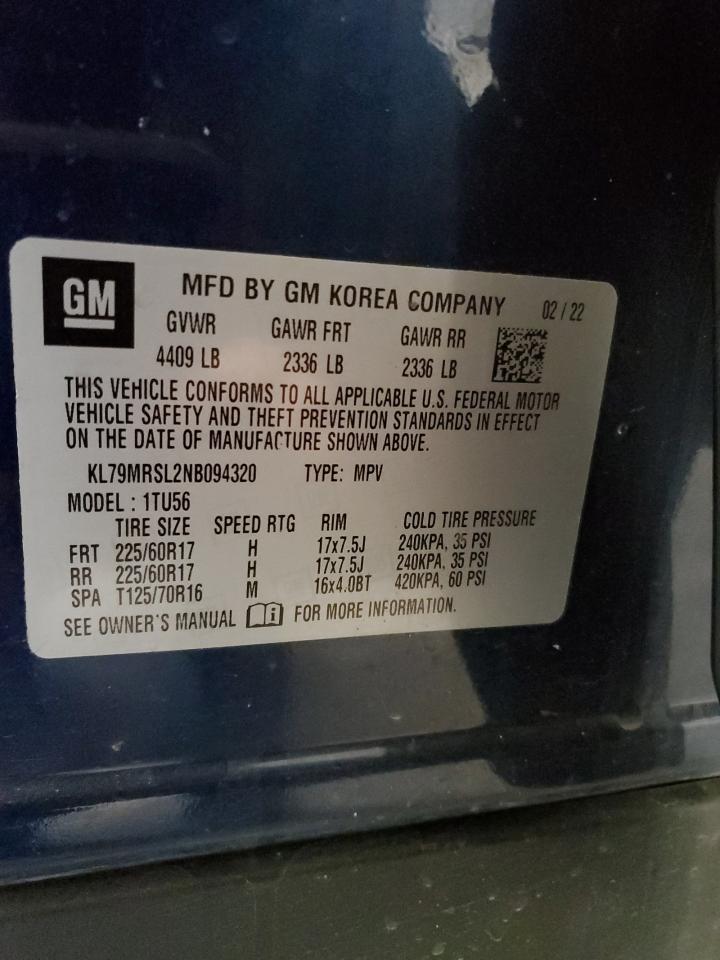 GM
MFD BY GM KOREA COMPANY 02 / 22
GVWR GAWR FRT GAWR RR
4409 LB 2336 LB 2336 LB
THIS VEHICLE CONFORMS TO ALL APPLICABLE U.S. FEDERAL MOTOR
VEHICLE SAFETY AND THEFT PREVENTION STANDARDS IN EFFECT
ON THE DATE OF MANUFACTURE SHOWN ABOVE.
KL79MRSL2NB094320 TYPE: MPV
MODEL : 1TU56
TIRE SIZE SPEED RTG RIM COLD TIRE PRESSURE
FRT 225/60R17 H 17x7.5J 240KPA, 35 PSI
RR 225/60R17 H 17x7.5J 240KPA, 35 PSI
SPA T125/70R16 M 16x4.0BT 420KPA, 60 PSI
SEE OWNER'S MANUAL i FOR MORE INFORMATION.